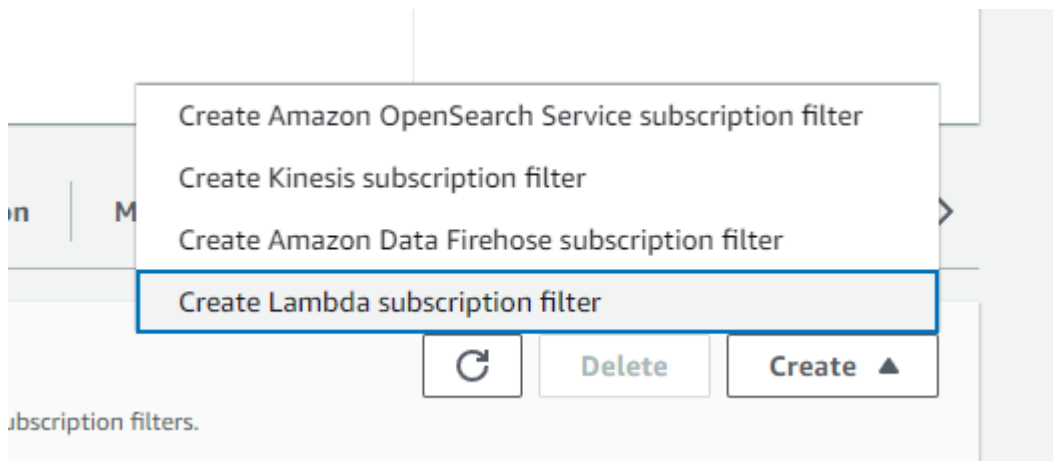 Create Amazon OpenSearch Service subscription filter
Create Kinesis subscription filter
Create Amazon Data Firehose subscription filter
Create Lambda subscription filter
Delete
Create
filters.